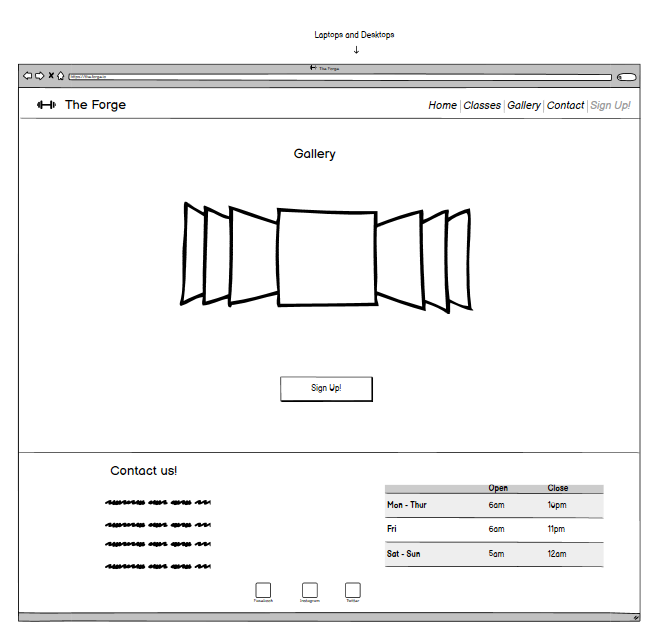 Laptops and Desktops
The Forge
https://theforge.io
The Forge
Home | Classes | Gallery | Contact | Sign Up!
Gallery
Sign Up!
Contact us!
Open Close
Mon - Thur 6am 10pm
Fri 6am 11pm
Sat - Sun 5am 12am
Facebook Instagram Twitter